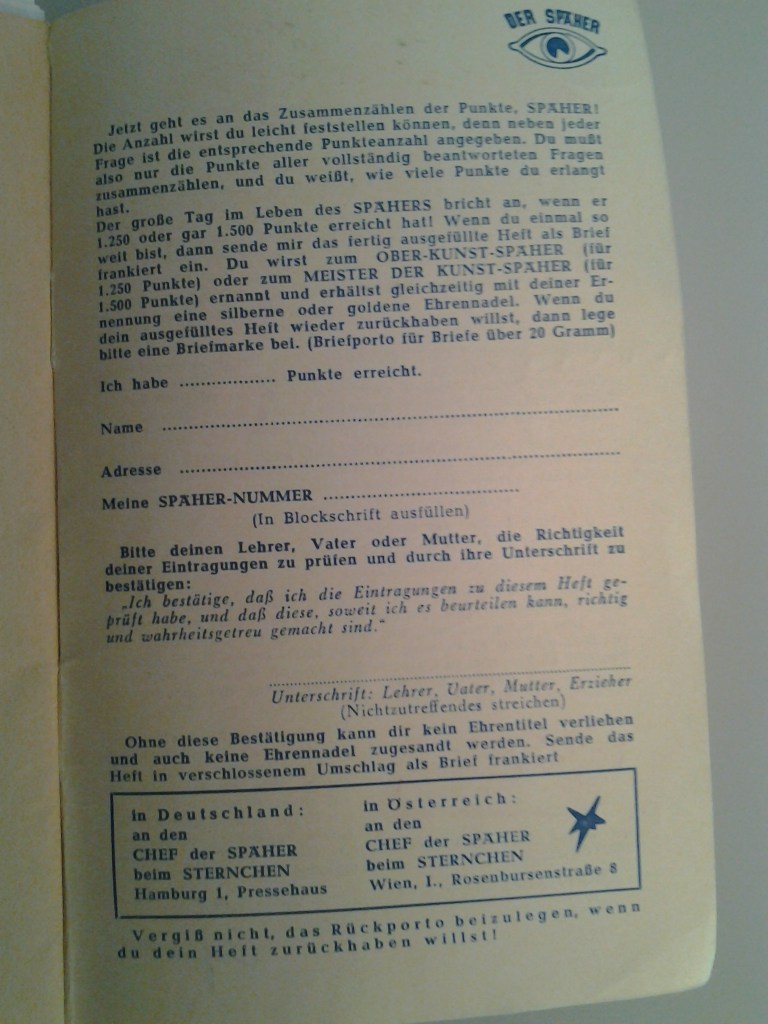 DER SPÄHER
Jetzt geht es an das Zusammenzählen der Punkte, SPÄHER!
Die Anzahl wirst du leicht feststellen können, denn neben jeder
Frage ist die entsprechende Punkteanzahl angegeben. Du mußt
also nur die Punkte aller vollständig beantworteten Fragen
zusammenzählen, und du weißt, wie viele Punkte du erlangt
hast.
Der große Tag im Leben des SPÄHERS bricht an, wenn er
1.250 oder gar 1.500 Punkte erreicht hat! Wenn du einmal so
weit bist, dann sende mir das fertig ausgefüllte Heft als Brief
frankiert ein. Du wirst zum OBER-KUNST-SPÄHER (für
1.250 Punkte) oder zum MEISTER DER KUNST-SPÄHER (für
1.500 Punkte) ernannt und erhältst gleichzeitig mit deiner Er-
nennung eine silberne oder goldene Ehrennadel. Wenn du
dein ausgefülltes Heft wieder zurückhaben willst, dann lege
bitte eine Briefmarke bei. (Briefporto für Briefe über 20 Gramm)
Ich habe .................. Punkte erreicht.
Name
Adresse
Meine SPÄHER-NUMMER
(In Blockschrift ausfüllen)
Bitte deinen Lehrer, Vater oder Mutter, die Richtigkeit
deiner Eintragungen zu prüfen und durch ihre Unterschrift zu
bestätigen:
„Ich bestätige, daß ich die Eintragungen zu diesem Heft ge-
prüft habe, und daß diese, soweit ich es beurteilen kann, richtig
und wahrheitsgetreu gemacht sind."
Unterschrift: Lehrer, Vater, Mutter, Erzieher
(Nichtzutreffendes streichen)
Ohne diese Bestätigung kann dir kein Ehrentitel verliehen
und auch keine Ehrennadel zugesandt werden. Sende das
Heft in verschlossenem Umschlag als Brief frankiert
in Deutschland:
an den
CHEF der SPÄHER
beim STERNCHEN
Hamburg 1, Pressehaus
in Österreich:
an den
CHEF der SPÄHER
beim STERNCHEN
Wien, I., Rosenbursenstraße 8
Vergiß nicht, das Rückporto beizulegen, wenn
du dein Heft zurückhaben willst!